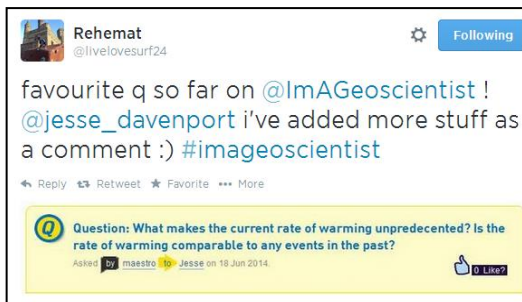 Rehemat
@livelovesurf24
Following
favourite q so far on @ImAGeoscientist !
@jesse_davenport i've added more stuff as
a comment :) #imageoscientist
Reply Retweet Favorite More
Q
Question: What makes the current rate of warming unprecedented? Is the
rate of warming comparable to any events in the past?
Asked by maestro to Jesse on 18 Jun 2014.
0 Like?